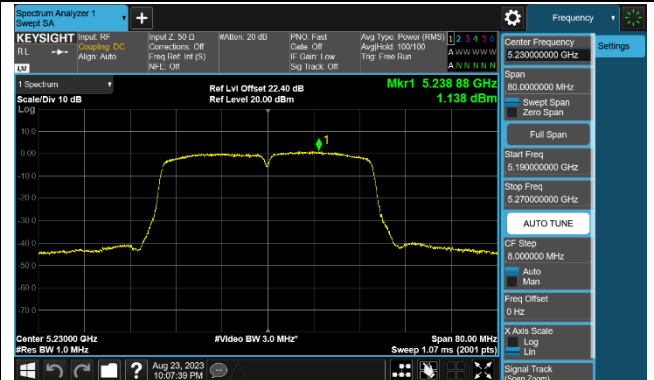 Spectrum Analyzer 1
Swept SA
+
Frequency
KEYSIGHT
RL
LXI
Input: RF
Coupling: DC
Align: Auto
Input Z: 50 Ω
Corrections: Off
Freq Ref: Int (S)
NFE: Off
#Atten: 20 dB
PNO: Fast
Gate: Off
IF Gain: Low
Sig Track: Off
Avg Type: Power (RMS)
Avg|Hold: 100/100
Trig: Free Run
1 2 3 4 5 6
A W W W W W
A N N N N N
1 Spectrum
Scale/Div 10 dB
Log
Ref Lvl Offset 22.40 dB
Ref Level 20.00 dBm
Mkr1 5.238 88 GHz
1.138 dBm
1
10.0
0.00
-10.0
-20.0
-30.0
-40.0
-50.0
-60.0
-70.0
Center 5.23000 GHz
#Res BW 1.0 MHz
#Video BW 3.0 MHz*
Span 80.00 MHz
Sweep 1.07 ms (2001 pts)
?
Aug 23, 2023
10:07:39 PM
Center Frequency
5.230000000 GHz
Span
80.0000000 MHz
Swept Span
Zero Span
Full Span
Start Freq
5.190000000 GHz
Stop Freq
5.270000000 GHz
AUTO TUNE
CF Step
8.000000 MHz
Auto
Man
Freq Offset
0 Hz
X Axis Scale
Log
Lin
Signal Track
(Span Zoom)
Settings